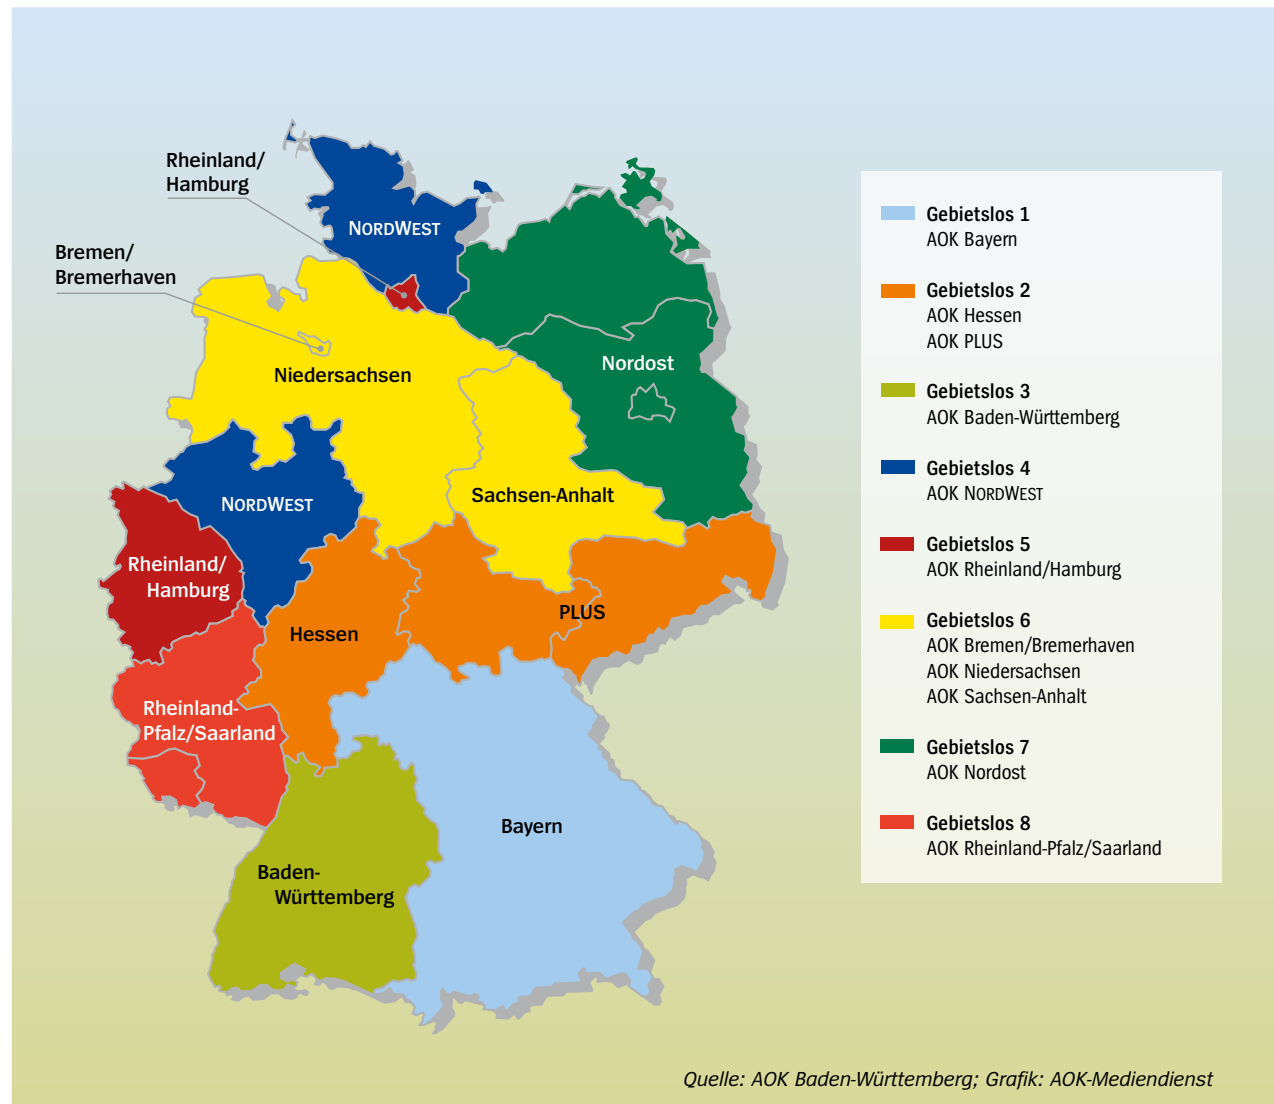 Rheinland/
Hamburg
NORDWEST
Bremen/
Bremerhaven
Niedersachsen
Nordost
Sachsen-Anhalt
NORDWEST
Rheinland/
Hamburg
Hessen
PLUS
Rheinland-
Pfalz/Saarland
Bayern
Baden-
Württemberg
Gebietslos 1
AOK Bayern
Gebietslos 2
AOK Hessen
AOK PLUS
Gebietslos 3
AOK Baden-Württemberg
Gebietslos 4
AOK NORDWEST
Gebietslos 5
AOK Rheinland/Hamburg
Gebietslos 6
AOK Bremen/Bremerhaven
AOK Niedersachsen
AOK Sachsen-Anhalt
Gebietslos 7
AOK Nordost
Gebietslos 8
AOK Rheinland-Pfalz/Saarland
Quelle: AOK Baden-Württemberg; Grafik: AOK-Mediendienst